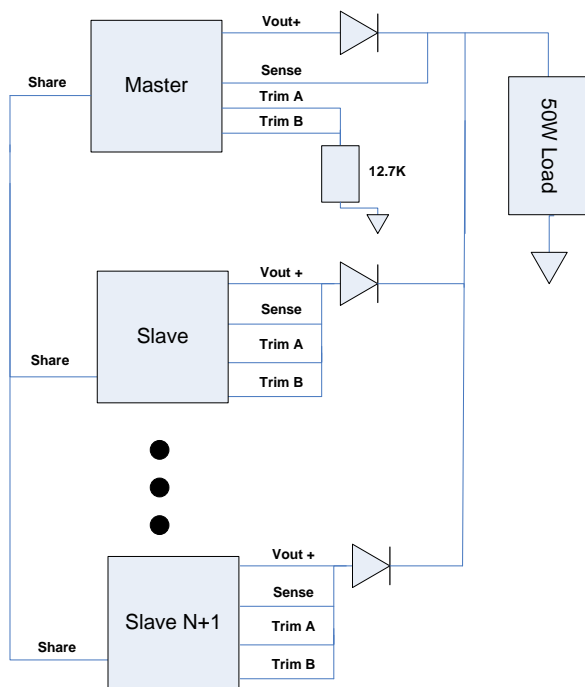 Vout+
Share
Master
Sense
Trim A
Trim B
12.7K
50W Load
Vout +
Slave
Sense
Trim A
Share
Trim B
Vout +
Sense
Slave N+1
Trim A
Share
Trim B